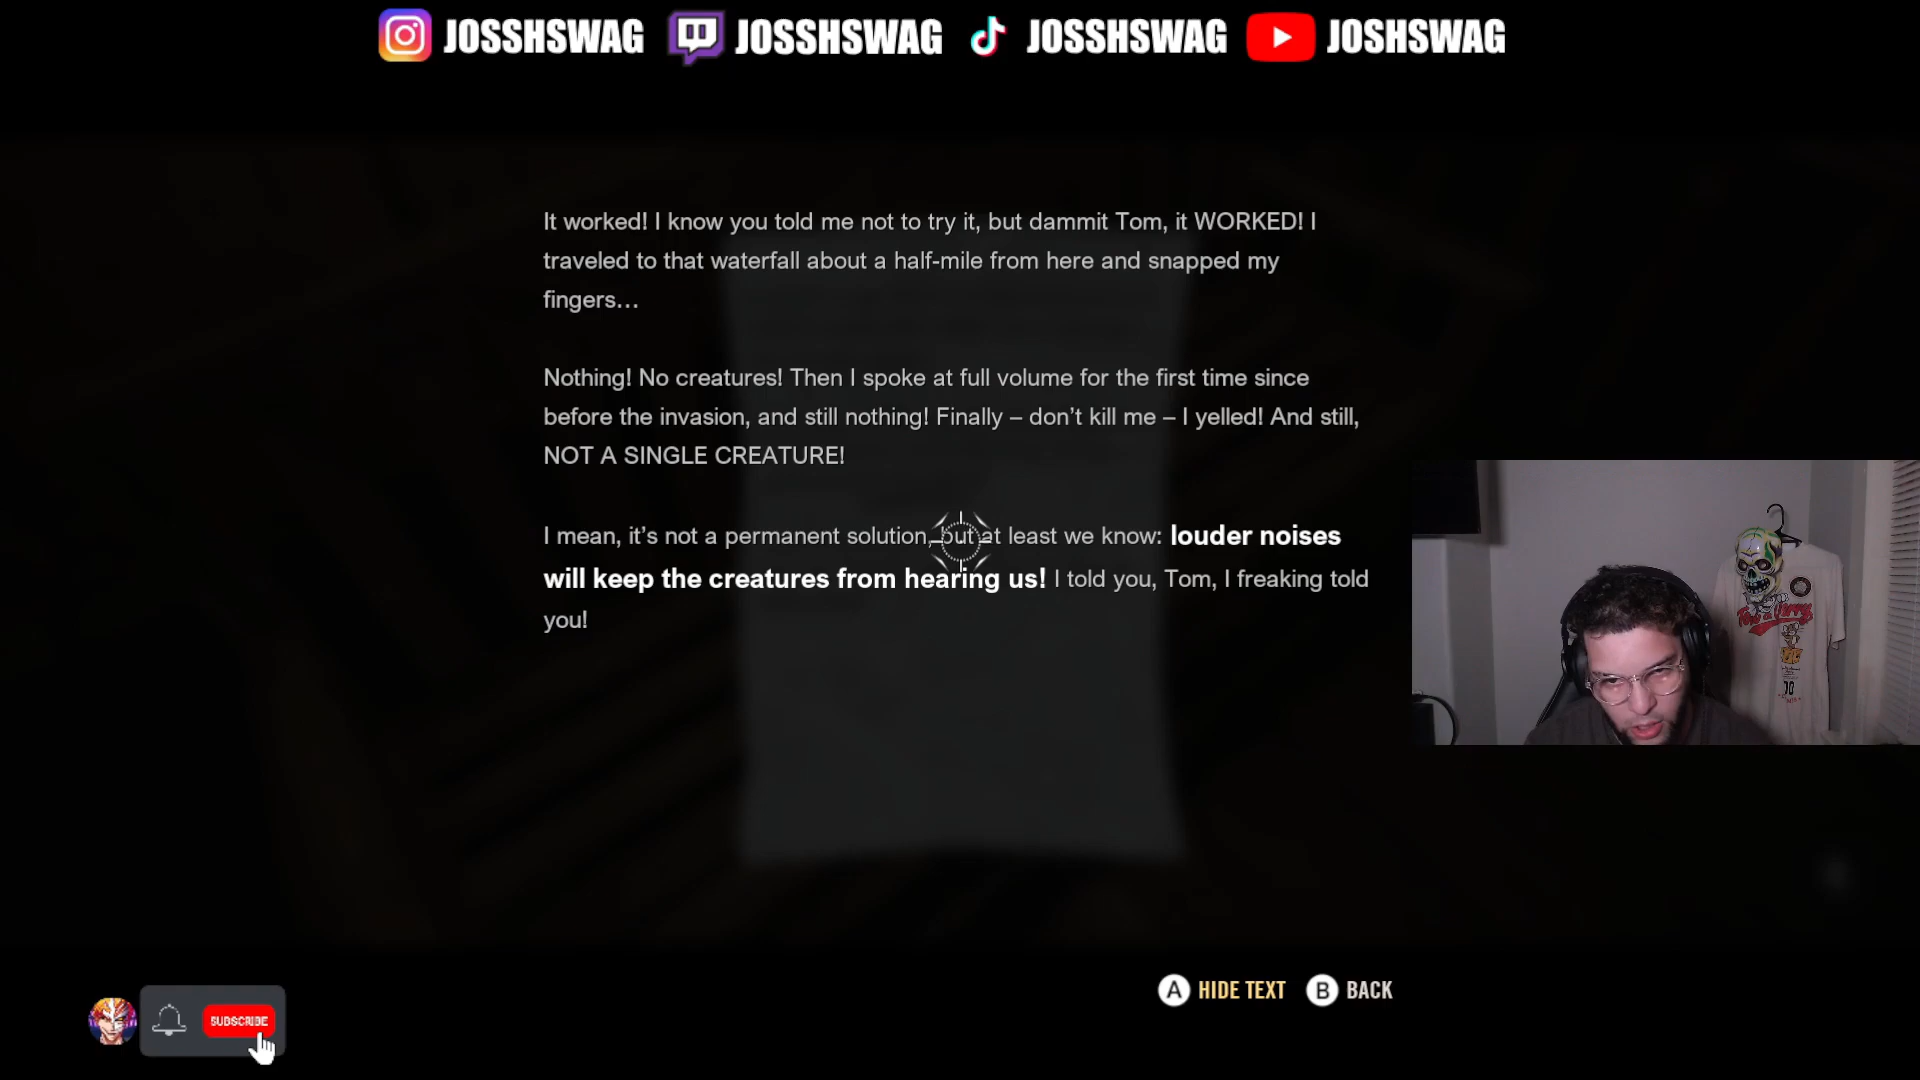 JOSSHSWAG JOSSHSWAG JOSSHSWAG JOSHSWAG
It worked! I know you told me not to try it, but dammit Tom, it WORKED! I
traveled to that waterfall about a half-mile from here and snapped my
fingers…
Nothing! No creatures! Then I spoke at full volume for the first time since
before the invasion, and still nothing! Finally – don’t kill me – I yelled! And still,
NOT A SINGLE CREATURE!
I mean, it’s not a permanent solution, but at least we know: louder noises
will keep the creatures from hearing us! I told you, Tom, I freaking told
you!
Tom and Jerry
70
A HIDE TEXT B BACK
SUBSCRIBE